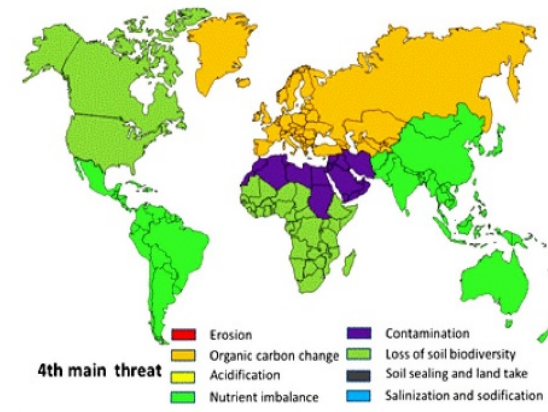 Erosion
Contamination
Organic carbon change
Loss of soil biodiversity
4th main threat
Acidification
Soil sealing and land take
Nutrient imbalance
Salinization and sodification